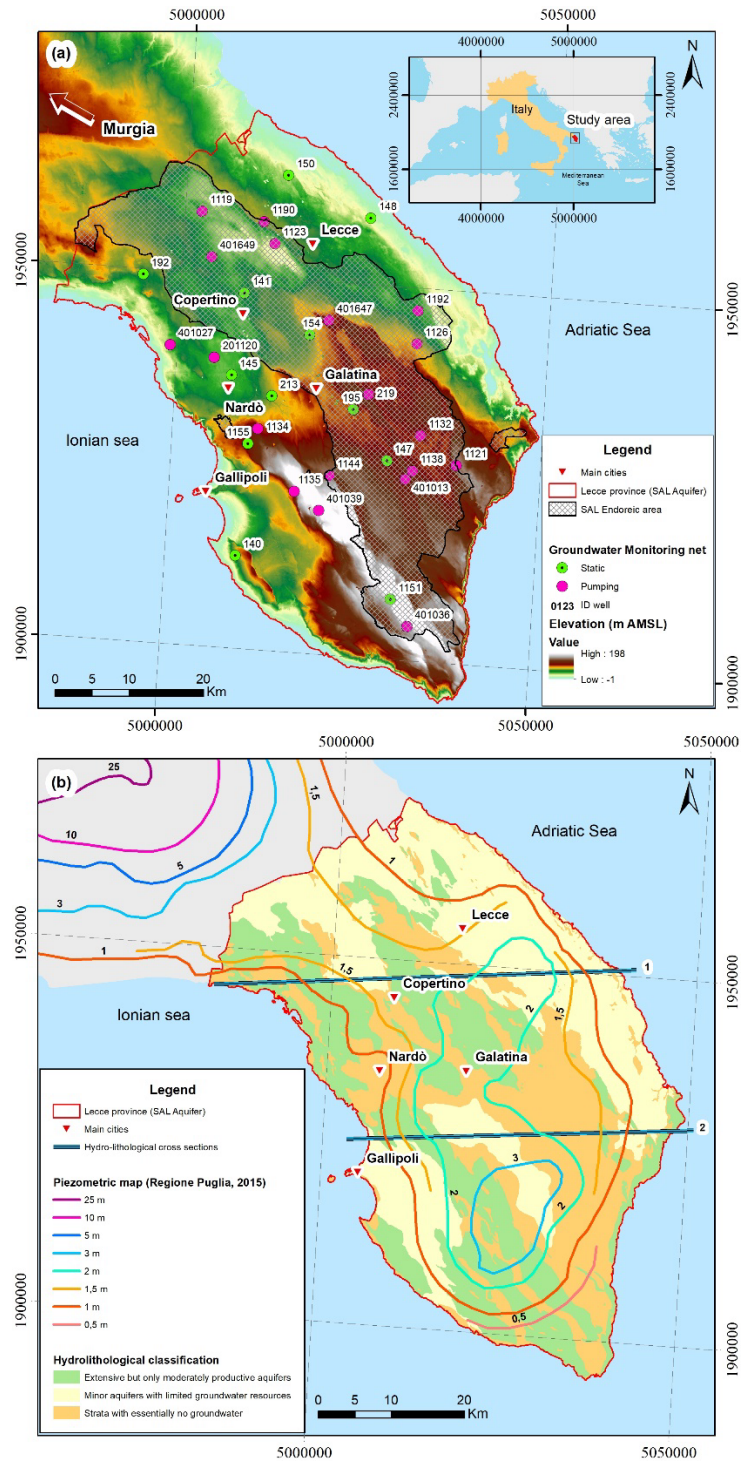 5000000
5050000
(a)
N
4000000
5000000
2400000
1600000
Italy
Study area
Mediterranean
Sea
4000000
5000000
Murgia
150
148
1119
1190
1123
Lecce
401649
192
141
1950000
1950000
Copertino
401647
1192
154
1126
Adriatic Sea
401027
201120
145
213
Galatina
219
195
Nardò
1134
1155
1132
147
1138
1121
1144
401013
Ionian sea
1135
Gallipoli
401039
140
1151
401036
1900000
1900000
Legend
Main cities
Lecce province (SAL Aquifer)
SAL Endoreic area
Groundwater Monitoring net
Static
Pumping
0123 ID well
Elevation (m AMSL)
Value
High : 198
Low : -1
0 5 10 20
Km
5000000
5050000
5000000
5050000
(b)
N
25
10
5
3
1
1,5
1
Adriatic Sea
Lecce
1950000
1950000
1,5
2
1,5
1
Copertino
2
Ionian sea
Nardò
Galatina
2
Gallipoli
3
2
2
0,5
1900000
1900000
Legend
Lecce province (SAL Aquifer)
Main cities
Hydro-lithological cross sections
Piezometric map (Regione Puglia, 2015)
25 m
10 m
5 m
3 m
2 m
1,5 m
1 m
0,5 m
Hydrolithological classification
Extensive but only moderately productive aquifers
Minor aquifers with limited groundwater resources
Strata with essentially no groundwater
0 5 10 20
Km
5000000
5050000